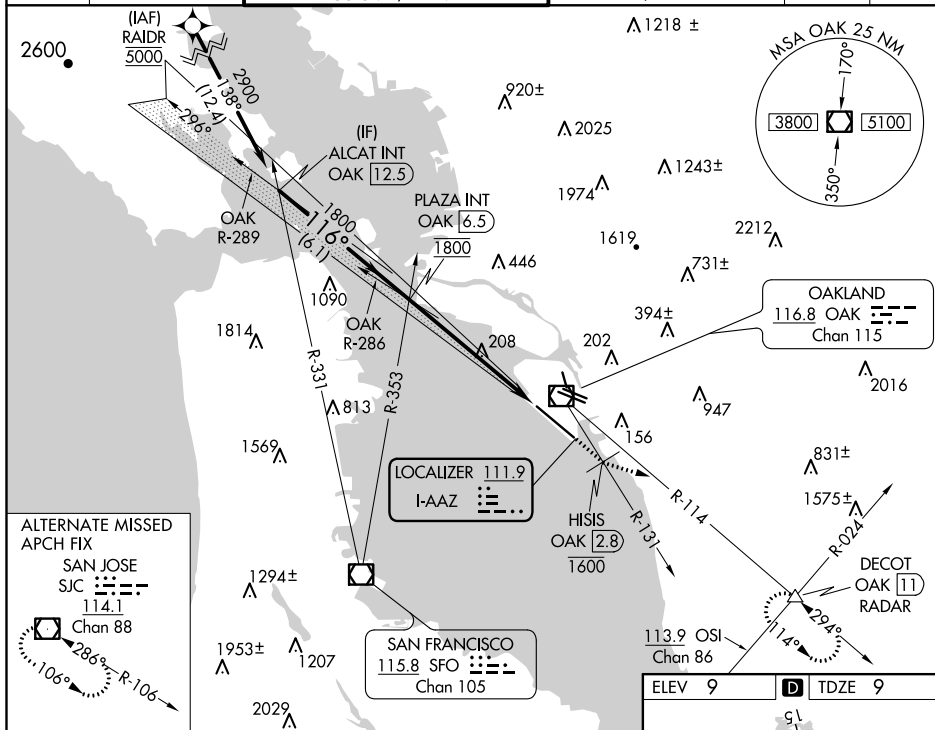 (IAF)
RAIDR
5000
2600
2900
138°
(12.4)
296°
(IF)
ALCAT INT
OAK 12.5
1218 ±
MSA OAK 25 NM
170°
3800
5100
350°
920±
2025
1243±
1974
PLAZA INT
OAK 6.5
1800
1800
116°
(6.1)
OAK
R-289
1619
2212
731±
446
1090
OAK
R-286
1814
394±
OAKLAND
116.8 OAK
Chan 115
208
202
R-331
R-353
2016
813
947
156
1569
LOCALIZER 111.9
I-AAZ
831±
1575±
R-114
R-131
R-024
HISIS
OAK 2.8
1600
ALTERNATE MISSED
APCH FIX
SAN JOSE
SJC
114.1
Chan 88
286°
R-106
106°
1294±
1953±
1207
2029
SAN FRANCISCO
115.8 SFO
Chan 105
DECOT
OAK 11
RADAR
294°
114°
113.9 OSI
Chan 86
ELEV 9
D
TDZE 9
15